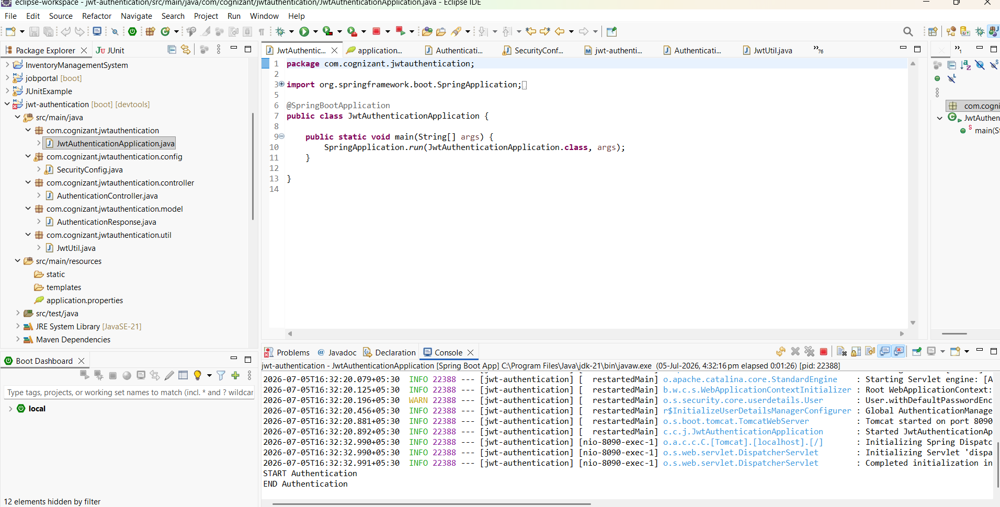 eclipse-workspace - jwt-authentication/src/main/java/com/cognizant/jwtauthentication/JwtAuthenticationApplication.java - Eclipse IDE
File Edit Source Refactor Navigate Search Project Run Window Help
Package Explorer
JUnit
InventoryManagementSystem
jobportal [boot]
JUnitExample
jwt-authentication [boot] [devtools]
src/main/java
com.cognizant.jwtauthentication
JwtAuthenticationApplication.java
com.cognizant.jwtauthentication.config
SecurityConfig.java
com.cognizant.jwtauthentication.controller
AuthenticationController.java
com.cognizant.jwtauthentication.model
AuthenticationResponse.java
com.cognizant.jwtauthentication.util
JwtUtil.java
src/main/resources
static
templates
application.properties
src/test/java
JRE System Library [JavaSE-21]
Maven Dependencies
JwtAuthentic... application... Authenticati... SecurityConf... jwt-authenti... Authenticati... JwtUtil.java »76
1 package com.cognizant.jwtauthentication;
2
3 import org.springframework.boot.SpringApplication;
5
6 @SpringBootApplication
7 public class JwtAuthenticationApplication {
8
9 public static void main(String[] args) {
10 SpringApplication.run(JwtAuthenticationApplication.class, args);
11 }
12
13 }
14
»1
com.cogni
JwtAuthen
main(S
Boot Dashboard
Type tags, projects, or working set names to match (incl. * and ? wildcar
local
12 elements hidden by filter
Problems @ Javadoc Declaration Console
jwt-authentication - JwtAuthenticationApplication [Spring Boot App] C:\Program Files\Java\jdk-21\bin\javaw.exe (05-Jul-2026, 4:32:16 pm elapsed 0:01:26) [pid: 22388]
2026-07-05T16:32:20.079+05:30 INFO 22388 --- [jwt-authentication] [ restartedMain] o.apache.catalina.core.StandardEngine : Starting Servlet engine: [A
2026-07-05T16:32:20.125+05:30 INFO 22388 --- [jwt-authentication] [ restartedMain] b.w.c.s.WebApplicationContextInitializer : Root WebApplicationContext:
2026-07-05T16:32:20.196+05:30 WARN 22388 --- [jwt-authentication] [ restartedMain] o.s.security.core.userdetails.User : User.withDefaultPasswordEnc
2026-07-05T16:32:20.456+05:30 INFO 22388 --- [jwt-authentication] [ restartedMain] r$InitializeUserDetailsManagerConfigurer : Global AuthenticationManage
2026-07-05T16:32:20.881+05:30 INFO 22388 --- [jwt-authentication] [ restartedMain] o.s.boot.tomcat.TomcatWebServer : Tomcat started on port 8090
2026-07-05T16:32:20.892+05:30 INFO 22388 --- [jwt-authentication] [ restartedMain] c.c.j.JwtAuthenticationApplication : Started JwtAuthenticationAp
2026-07-05T16:32:32.990+05:30 INFO 22388 --- [jwt-authentication] [nio-8090-exec-1] o.a.c.c.C.[Tomcat].[localhost].[/] : Initializing Spring Dispatc
2026-07-05T16:32:32.990+05:30 INFO 22388 --- [jwt-authentication] [nio-8090-exec-1] o.s.web.servlet.DispatcherServlet : Initializing Servlet 'dispa
2026-07-05T16:32:32.991+05:30 INFO 22388 --- [jwt-authentication] [nio-8090-exec-1] o.s.web.servlet.DispatcherServlet : Completed initialization in
START Authentication
END Authentication